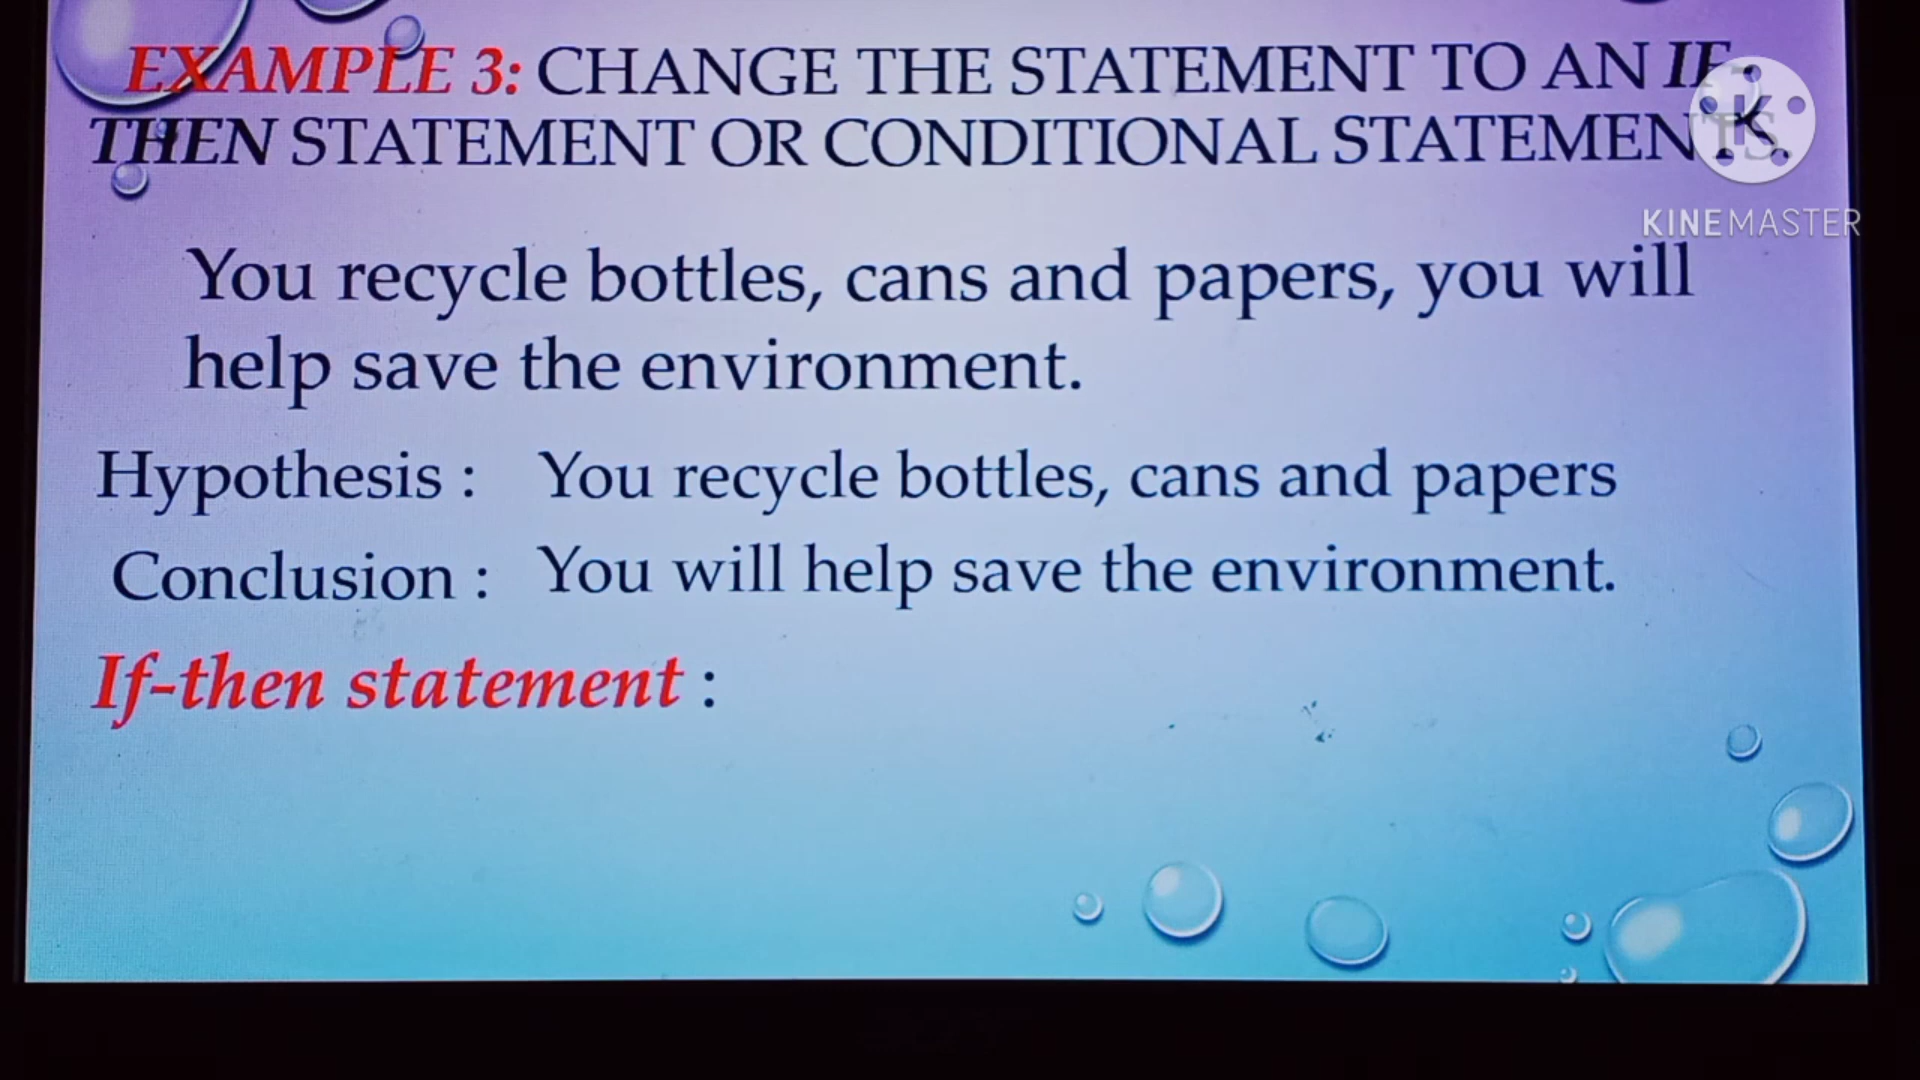 EXAMPLE 3: CHANGE THE STATEMENT TO AN IF-
THEN STATEMENT OR CONDITIONAL STATEMENTS.
KINEMASTER
You recycle bottles, cans and papers, you will
help save the environment.
Hypothesis : You recycle bottles, cans and papers
Conclusion : You will help save the environment.
If-then statement :